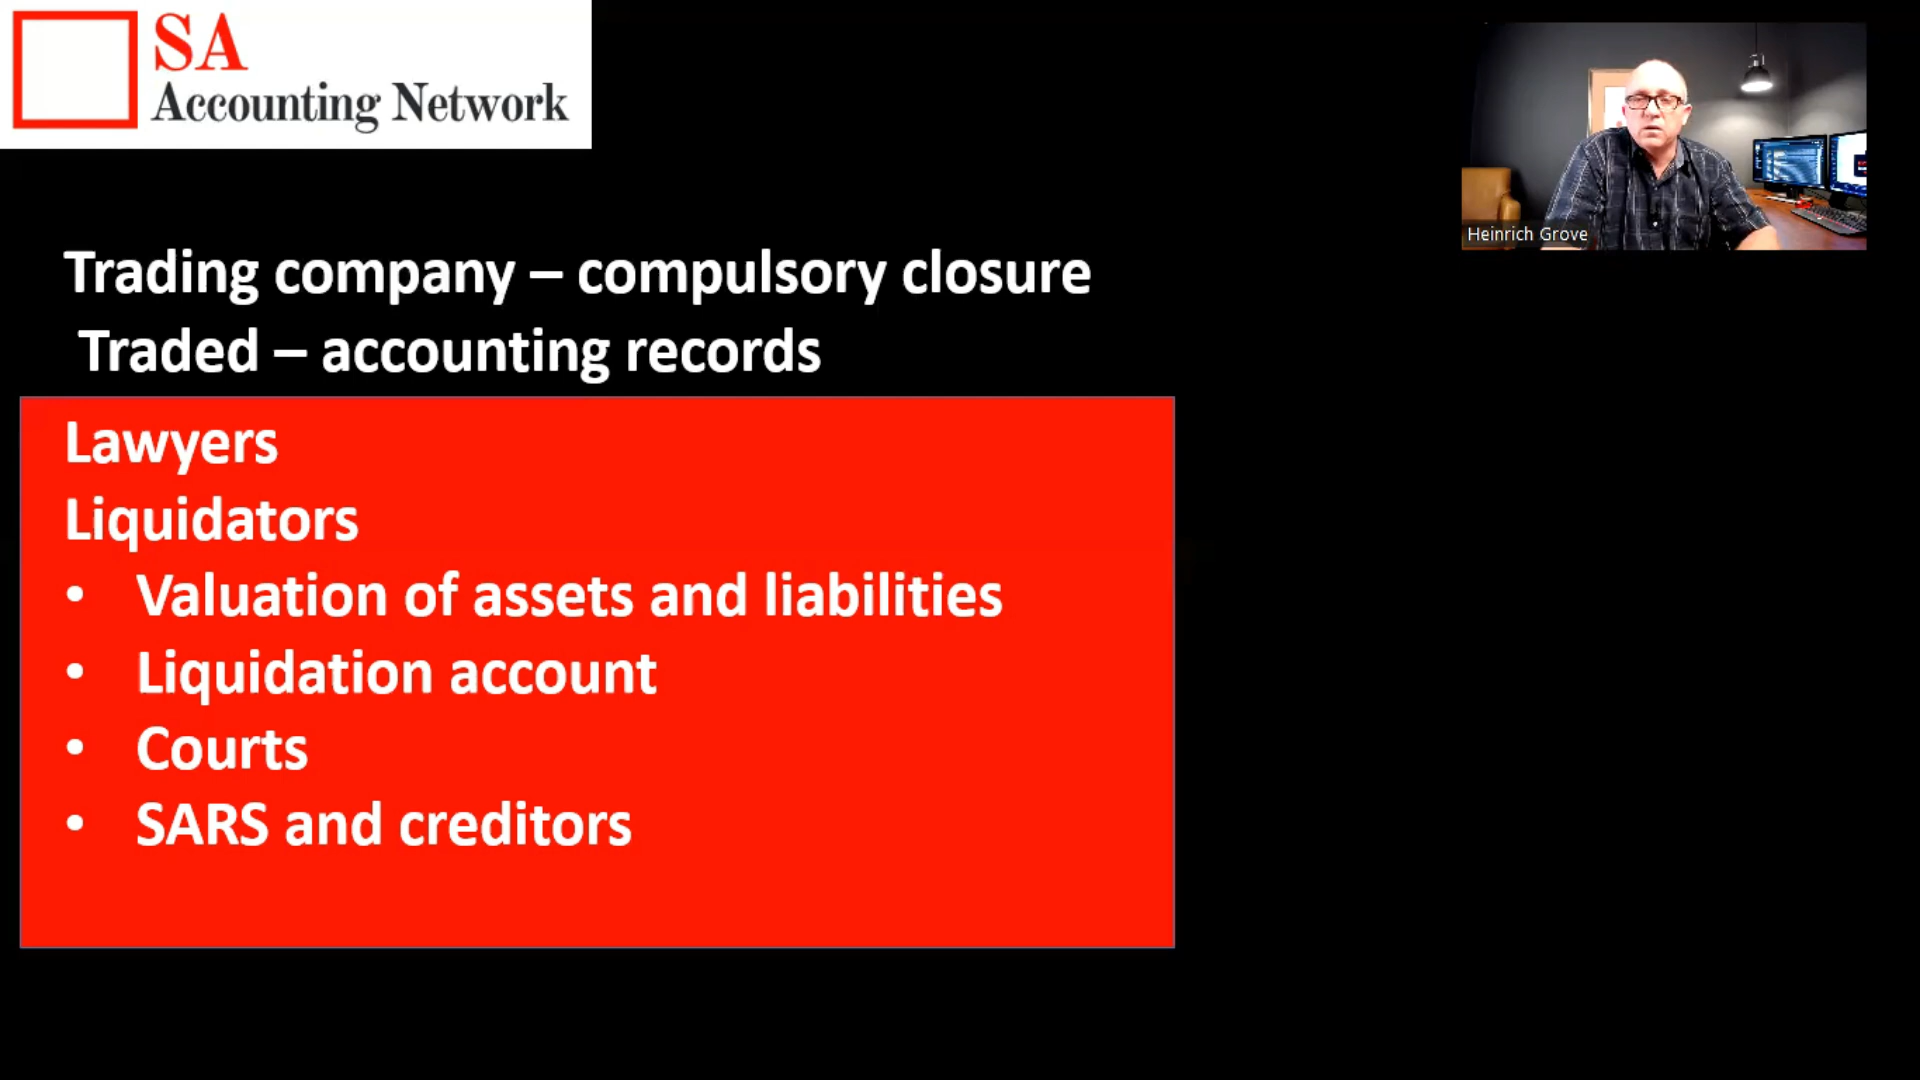 SA
Accounting Network
Heinrich Grove
Trading company – compulsory closure
Traded – accounting records
Lawyers
Liquidators
• Valuation of assets and liabilities
• Liquidation account
• Courts
• SARS and creditors